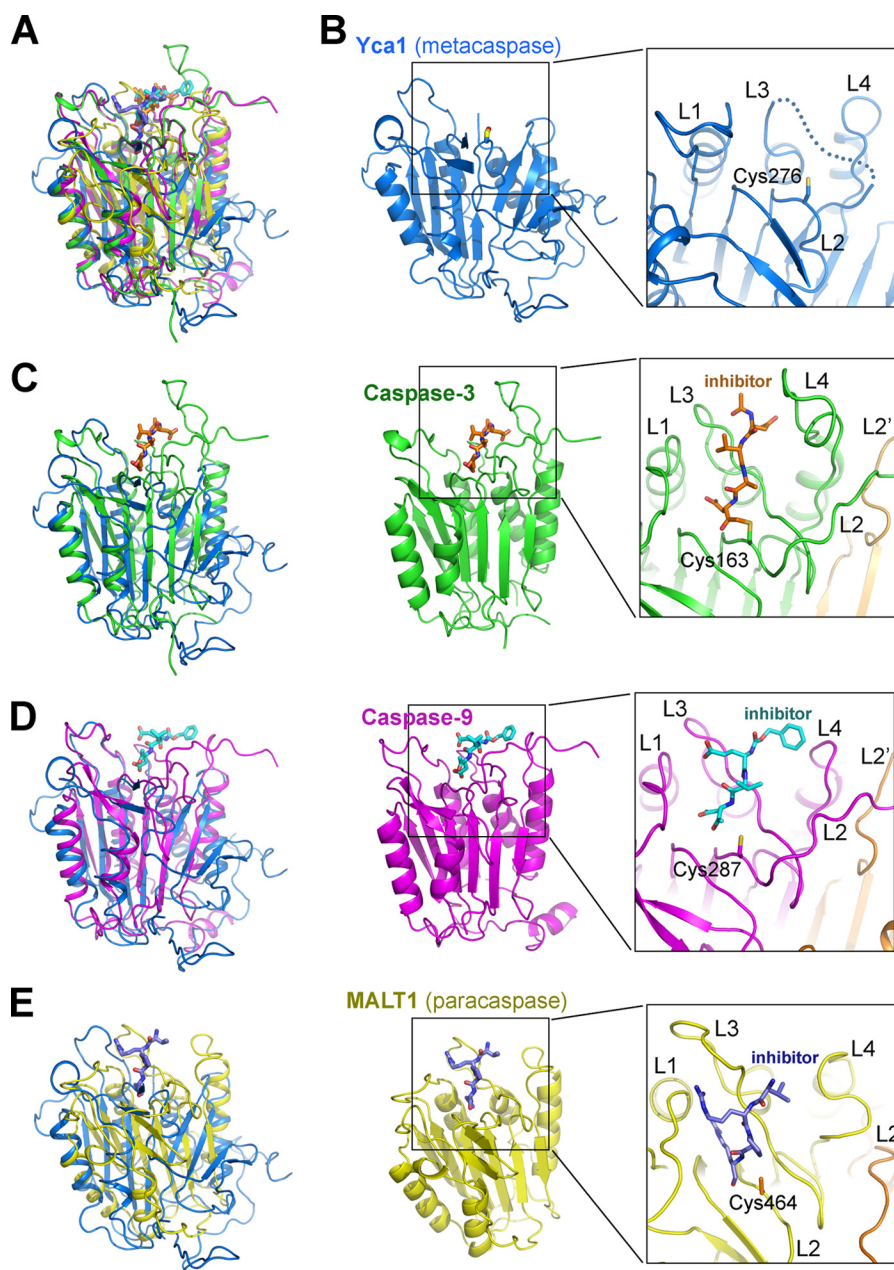 A
B
Yca1 (metacaspase)
L1
L3
L4
Cys276
L2
C
Caspase-3
inhibitor
L4
L3
L1
L2’
L2
Cys163
D
Caspase-9
L3
inhibitor
L4
L1
L2’
L2
Cys287
E
MALT1 (paracaspase)
L3
inhibitor
L4
L1
L2
Cys464
L2